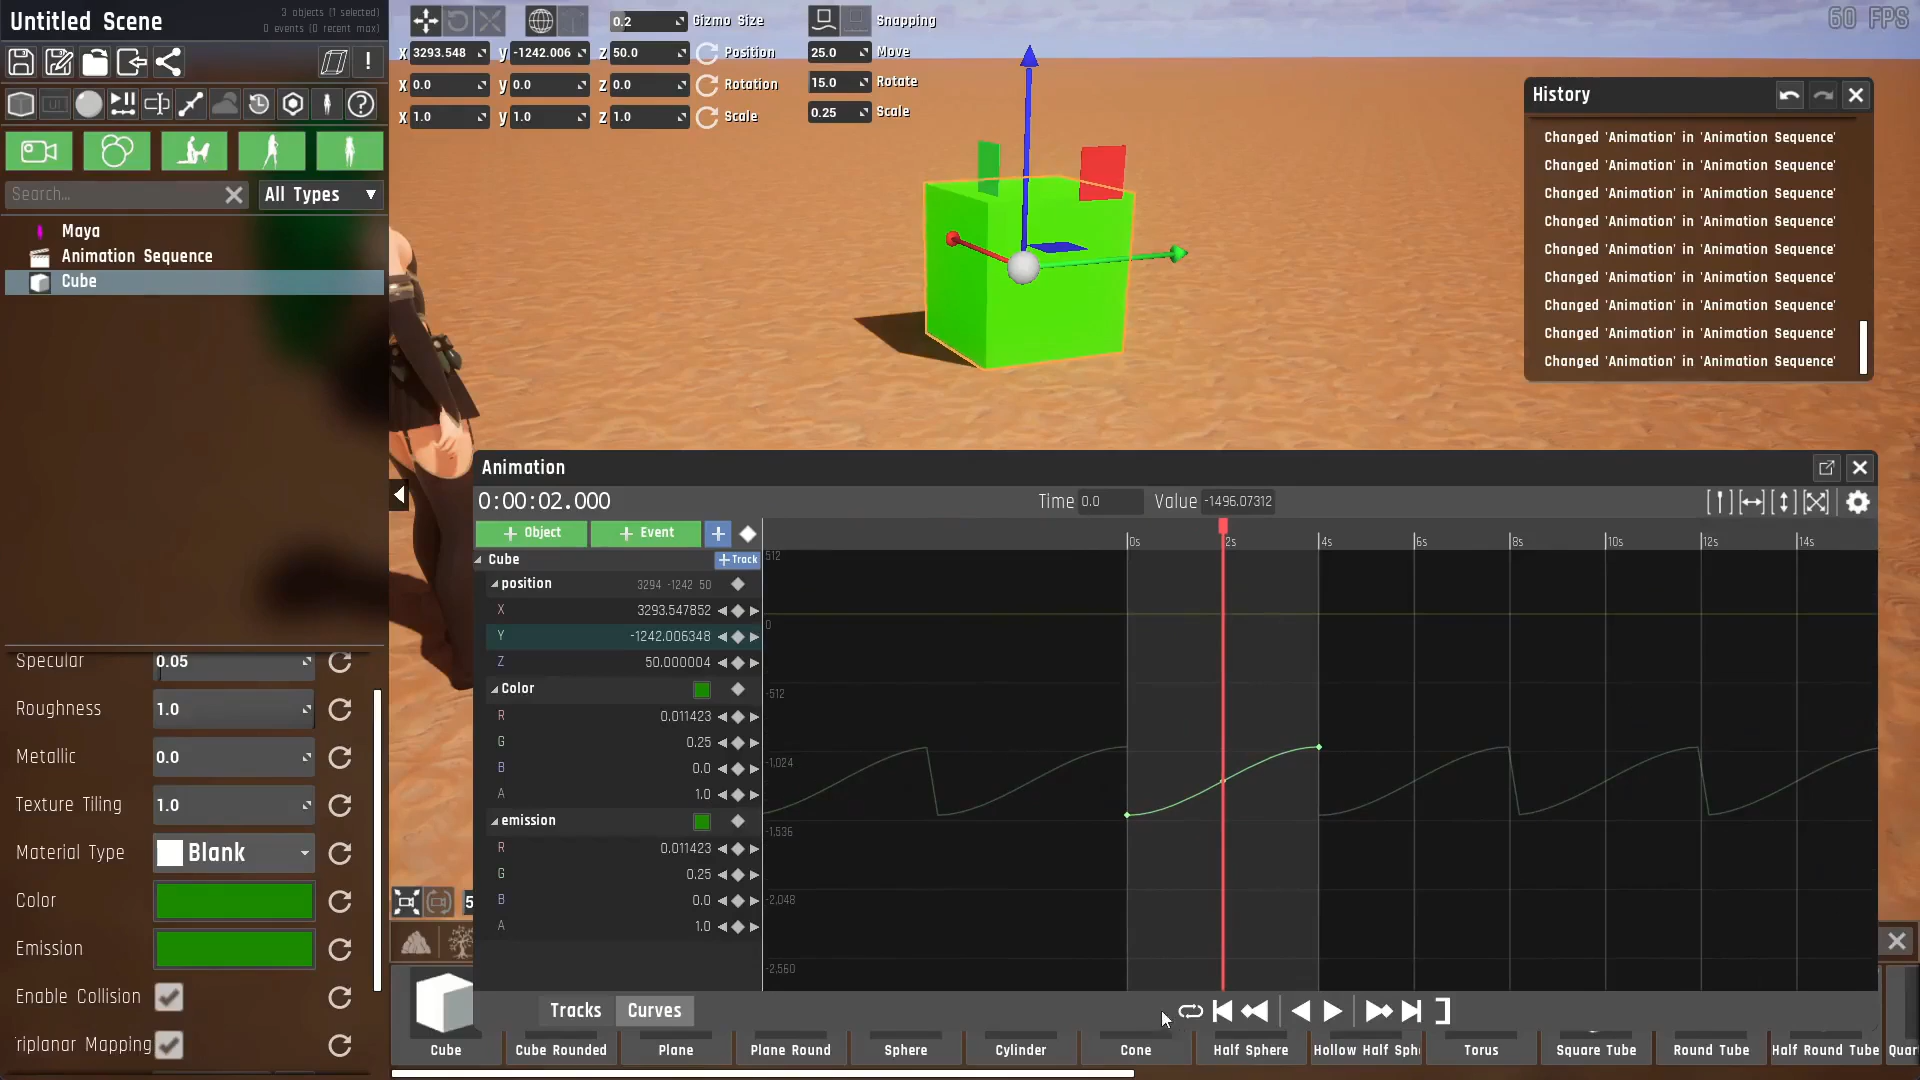 Untitled Scene
3 objects [1 selected]
0 events [0 recent max]
0.2 Gizmo Size
Snapping
60 FPS
X 3293.548 y -1242.006 Z 50.0 Position
25.0 Move
X 0.0 y 0.0 Z 0.0 Rotation
15.0 Rotate
X 1.0 y 1.0 Z 1.0 Scale
0.25 Scale
Search...
All Types
Maya
Animation Sequence
Cube
History
Changed 'Animation' in 'Animation Sequence'
Changed 'Animation' in 'Animation Sequence'
Changed 'Animation' in 'Animation Sequence'
Changed 'Animation' in 'Animation Sequence'
Changed 'Animation' in 'Animation Sequence'
Changed 'Animation' in 'Animation Sequence'
Changed 'Animation' in 'Animation Sequence'
Changed 'Animation' in 'Animation Sequence'
Changed 'Animation' in 'Animation Sequence'
Specular 0.05
Roughness 1.0
Metallic 0.0
Texture Tiling 1.0
Material Type Blank
Color
Emission
Enable Collision
riplanar Mapping
Animation
0:00:02.000
Time 0.0 Value -1496.07312
+ Object + Event +
0s 2s 4s 6s 8s 10s 12s 14s
Cube + Track
position 3294 -1242 50
X 3293.547852
Y -1242.006348
Z 50.000004
Color
R 0.011423
G 0.25
B 0.0
A 1.0
emission
R 0.011423
G 0.25
B 0.0
A 1.0
512
0
-512
-1,024
-1,536
-2,048
-2,560
5
Tracks Curves
Cube
Cube Rounded
Plane
Plane Round
Sphere
Cylinder
Cone
Half Sphere
Hollow Half Sph
Torus
Square Tube
Round Tube
Half Round Tube
Quar